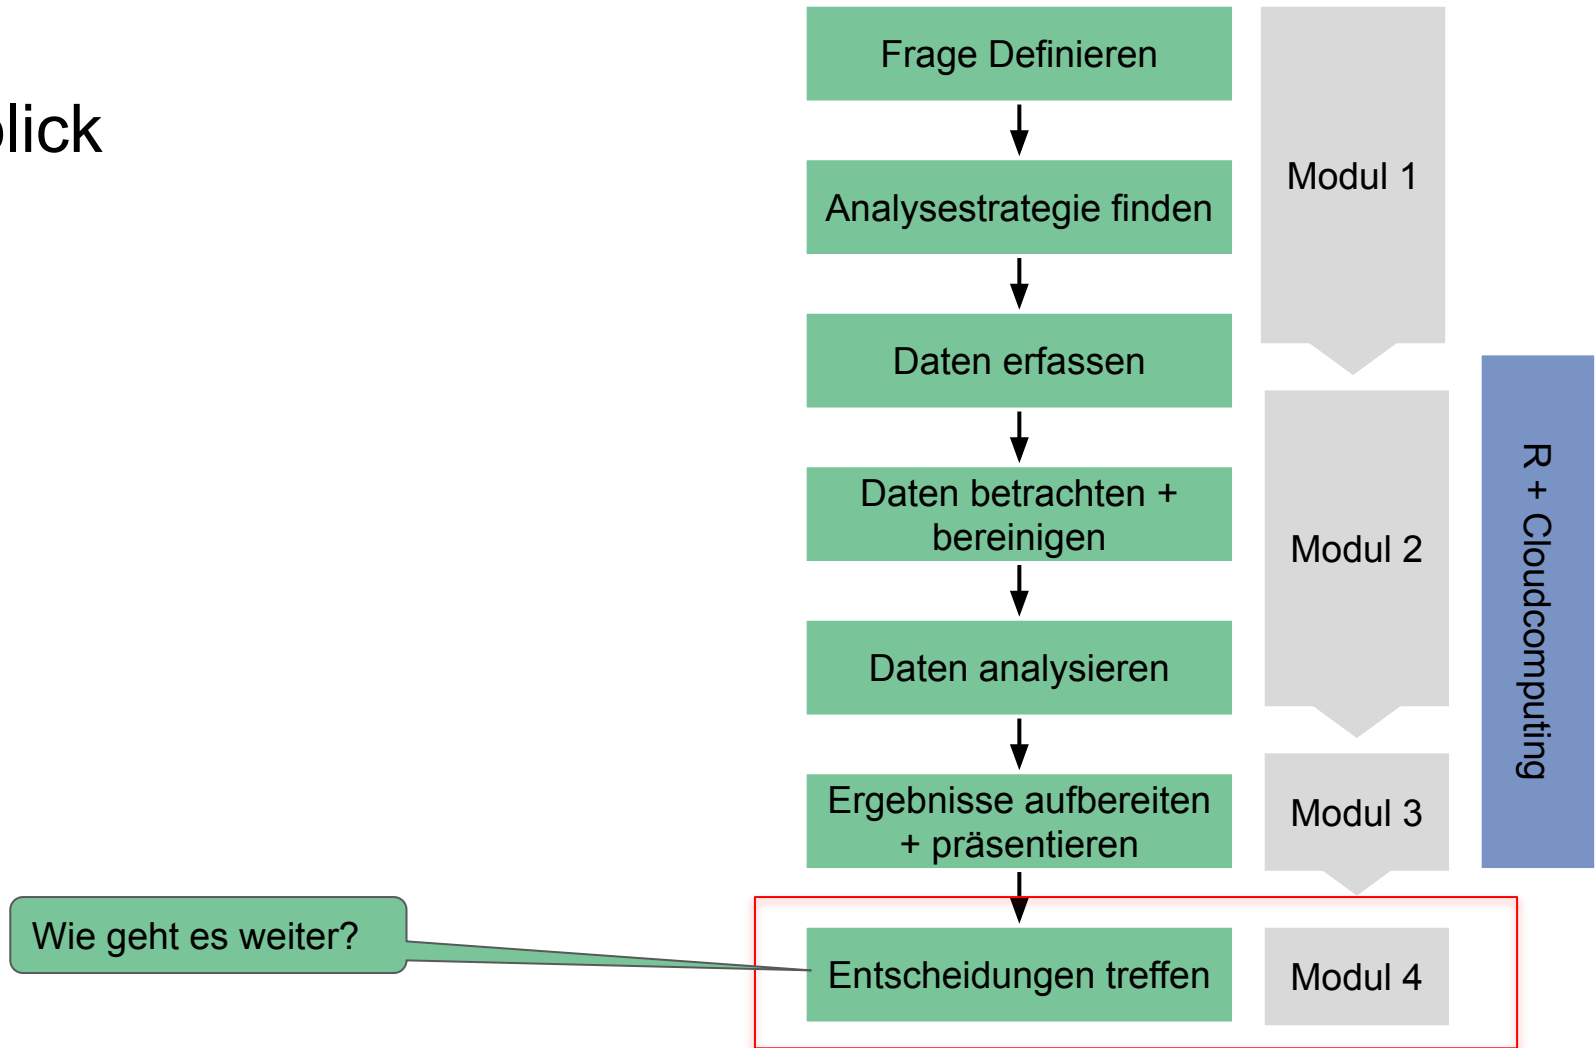 blick
Frage Definieren
Analysestrategie finden
Daten erfassen
Daten betrachten +
bereinigen
Daten analysieren
Ergebnisse aufbereiten
+ präsentieren
Entscheidungen treffen
Modul 1
Modul 2
Modul 3
Modul 4
R + Cloudcomputing
Wie geht es weiter?